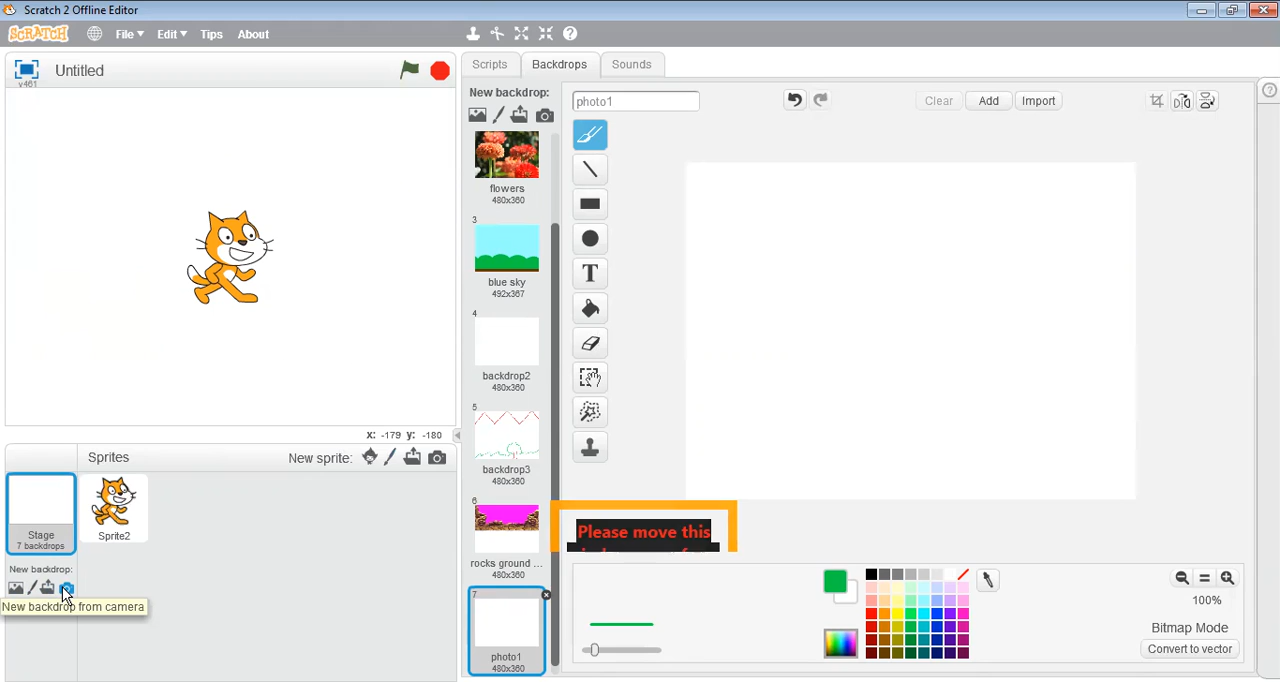 Scratch 2 Offline Editor
SCRATCH File Edit Tips About
v461
Untitled
Scripts Backdrops Sounds
New backdrop:
photo1
Clear Add Import
flowers
480x360
3
blue sky
492x367
4
backdrop2
480x360
5
backdrop3
480x360
6
rocks ground ...
480x360
7
photo1
480x360
T
x: -179 y: -180
Sprites
New sprite:
Stage
7 backdrops
Sprite2
New backdrop:
New backdrop from camera
Please move this
100%
Bitmap Mode
Convert to vector